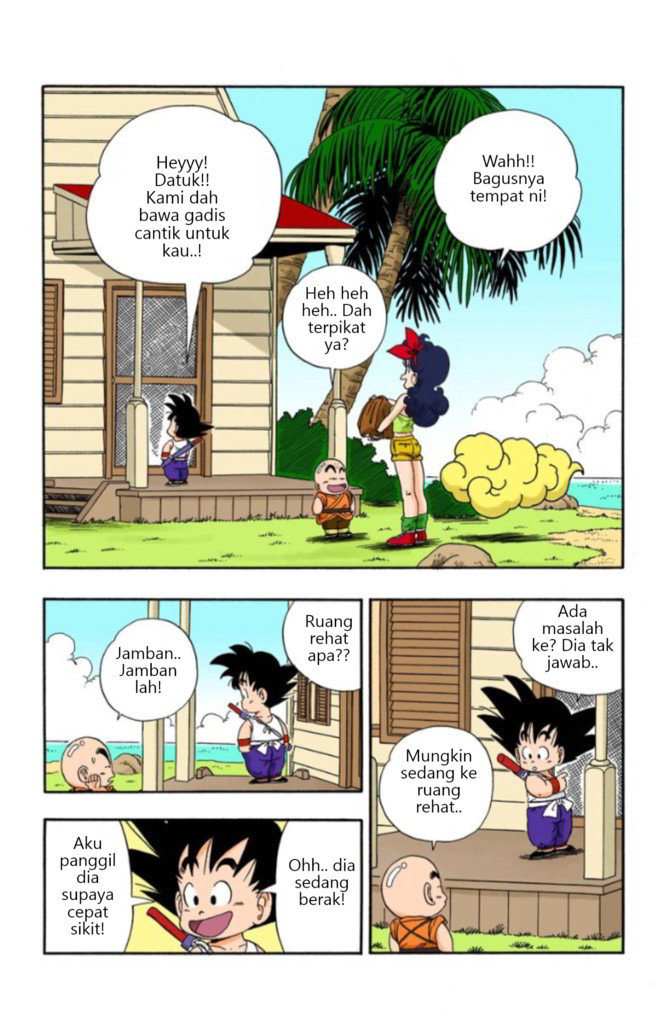 Wahh!!
Bagusnya
tempat ni!
Heh heh
heh.. Dah
terpikat
ya?
Heyyy!
Datuk!!
Kami dah
bawa gadis
cantik untuk
kau..!
Ada
masalah
ke? Dia tak
jawab..
Mungkin
sedang ke
ruang
rehat..
Ruang
rehat
apa??
Jamban..
Jamban
lah!
Ohh.. dia
sedang
berak!
Aku
panggil
dia
supaya
cepat
sikit!